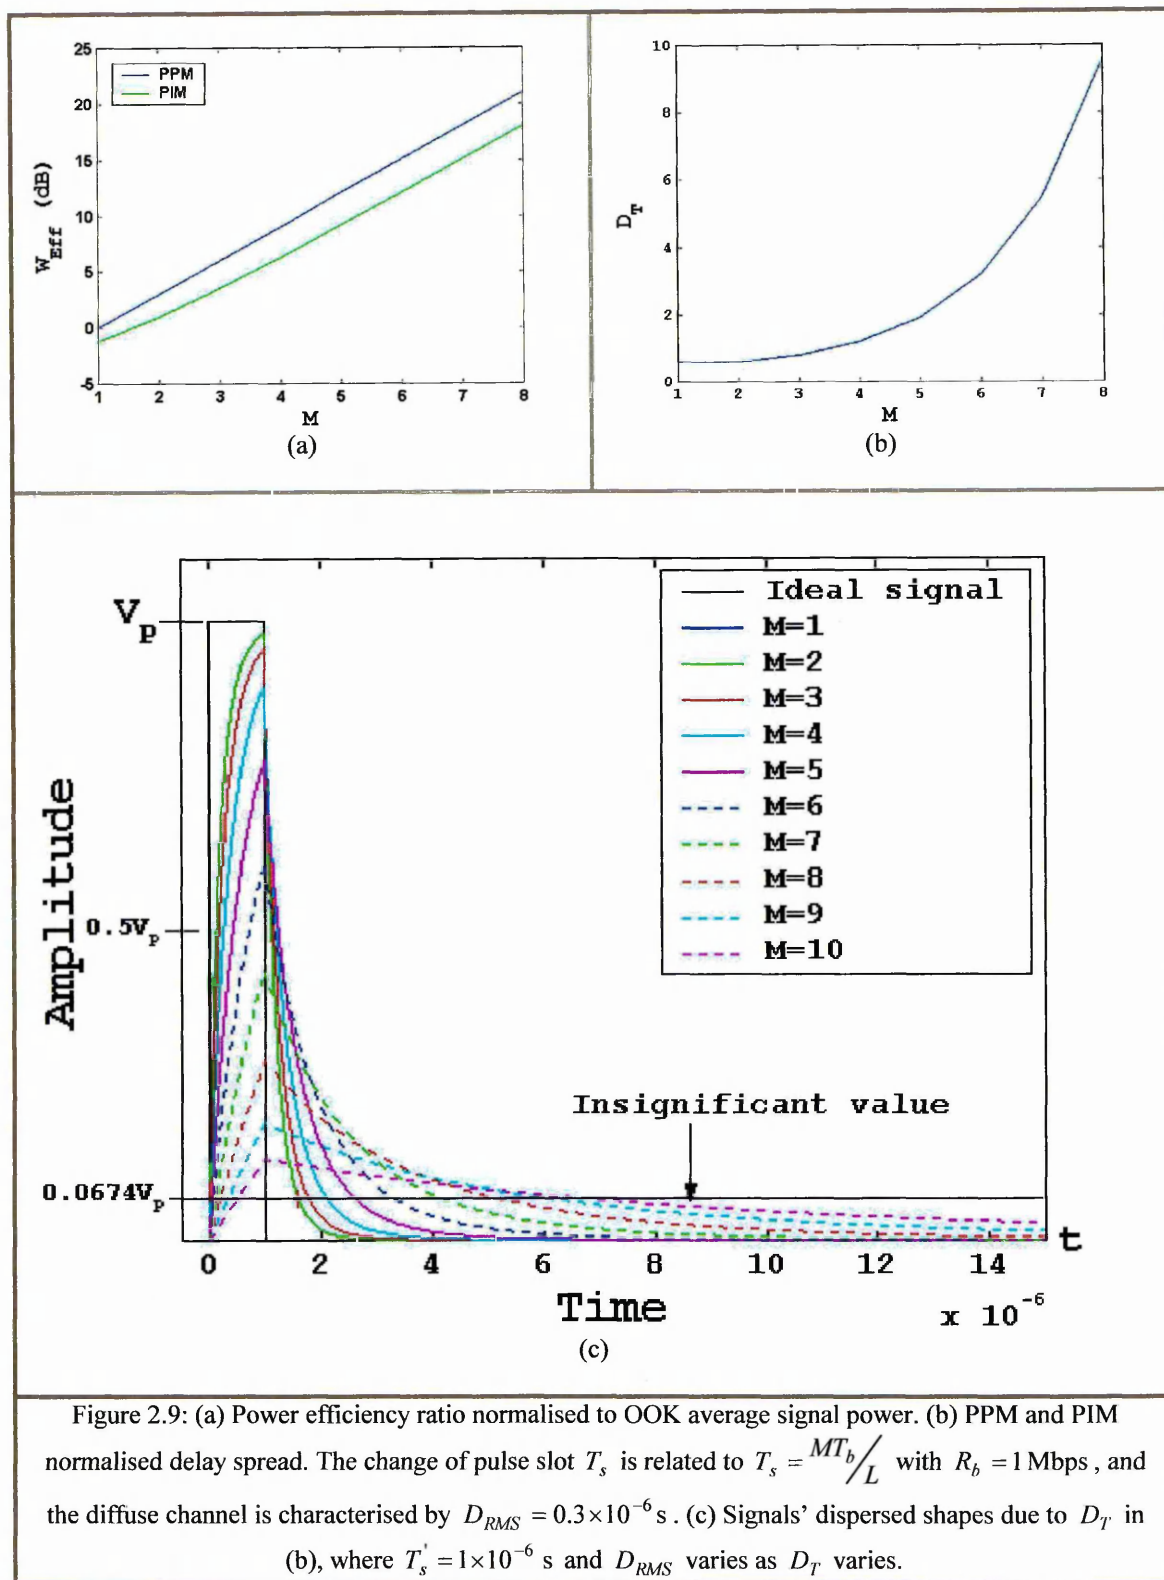 25
20
15
10
5
0
-5
W_Eff (dB)
PPM
PIM
1 2 3 4 5 6 7 8
M
(a)
10
8
6
4
2
0
D_T
1 2 3 4 5 6 7 8
M
(b)
V_p
0.5V_p
0.0674V_p
Amplitude
Ideal signal
M=1
M=2
M=3
M=4
M=5
M=6
M=7
M=8
M=9
M=10
Insignificant value
0 2 4 6 8 10 12 14
t
Time
x 10^-6
(c)
Figure 2.9: (a) Power efficiency ratio normalised to OOK average signal power. (b) PPM and PIM
normalised delay spread. The change of pulse slot T_s is related to T_s = MT_b/L with R_b = 1 Mbps , and
the diffuse channel is characterised by D_RMS = 0.3×10^-6 s . (c) Signals' dispersed shapes due to D_T in
(b), where T_s' = 1×10^-6 s and D_RMS varies as D_T varies.